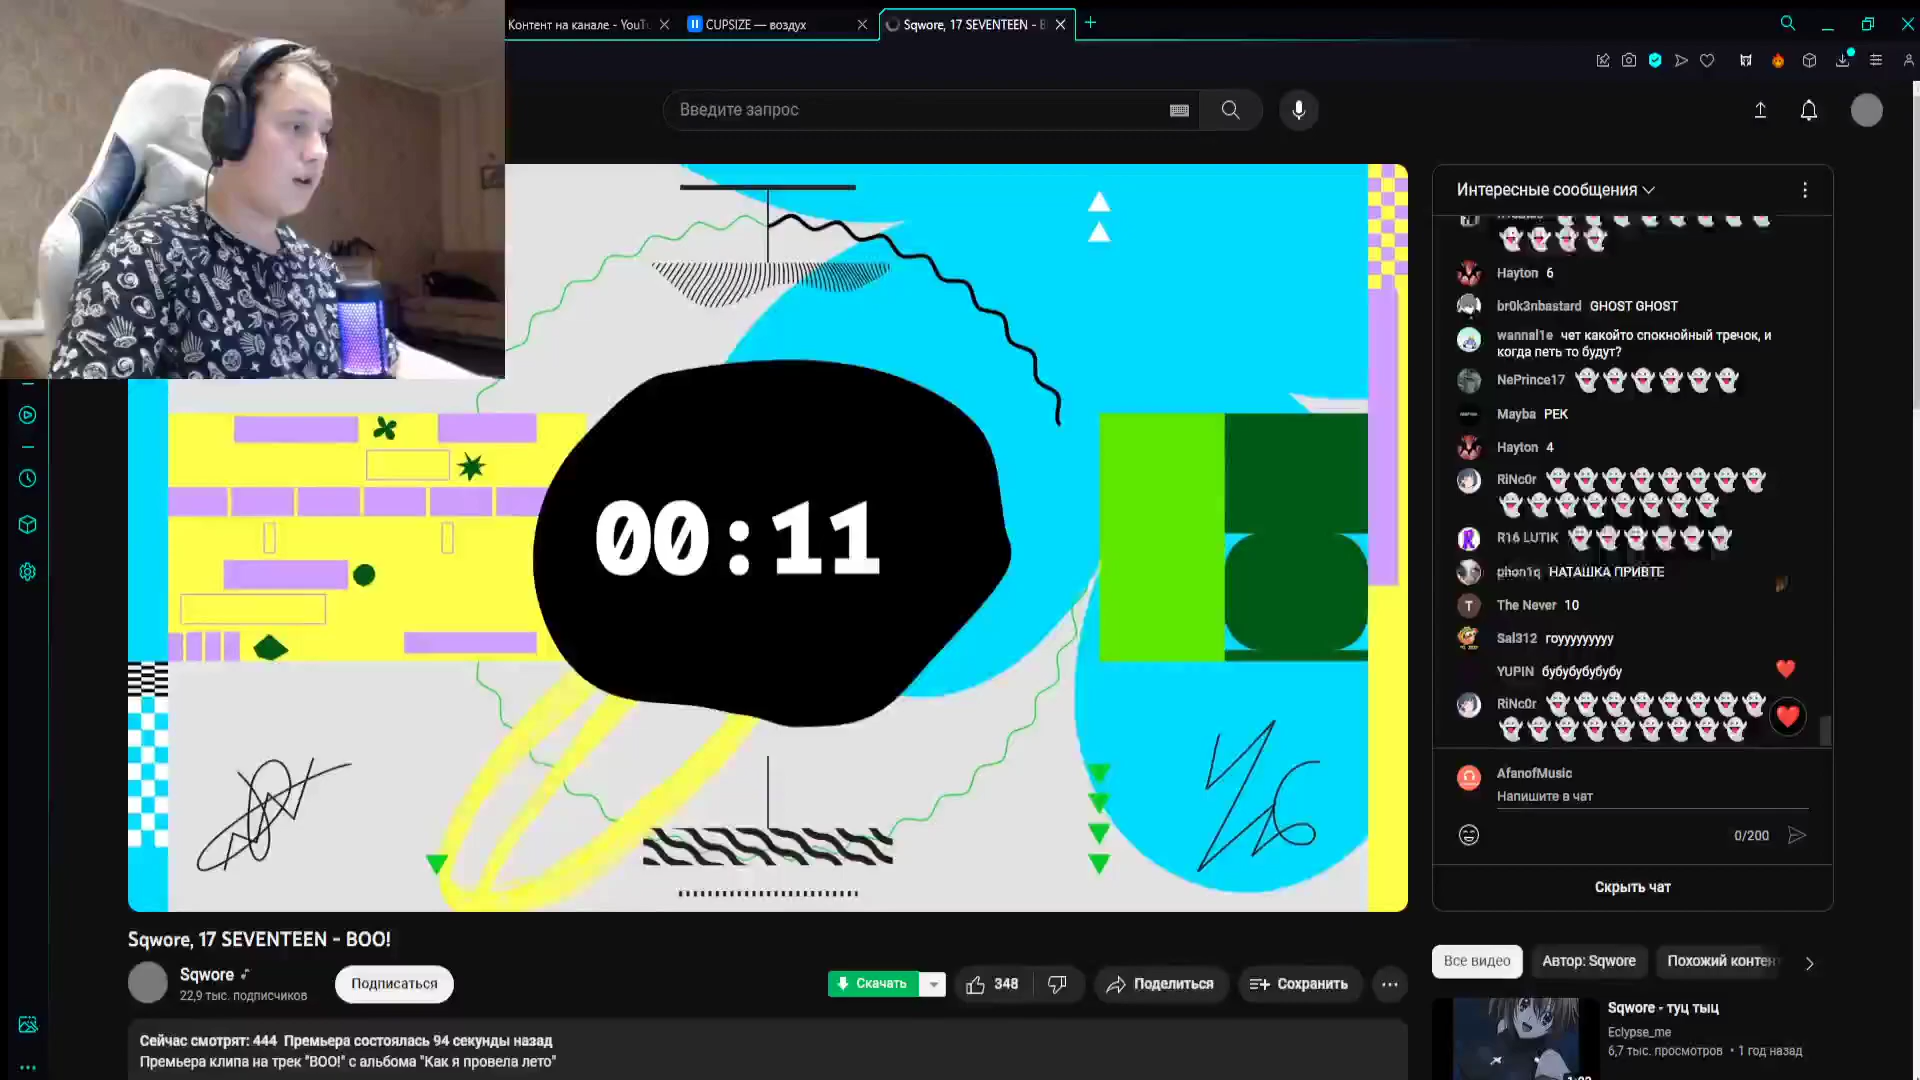 Контент на канале - YouTu
CUPSIZE — воздух
Sqwore, 17 SEVENTEEN - B
Введите запрос
Интересные сообщения
Hayton 6
br0k3nbastard GHOST GHOST
wannal1e чет какойто спокнойный тречок, и
когда петь то будут?
NePrince17 👻👻👻👻👻👻
Mayba РЕК
Hayton 4
RiNc0r 👻👻👻👻👻👻👻👻
👻👻👻👻👻👻👻👻
R16 LUTIK 👻👻👻👻👻👻
phon1q НАТАШКА ПРИВТЕ
T The Never 10
Sal312 гоууууууууу
YUPIN бубубубубубу
RiNc0r 👻👻👻👻👻👻👻👻
👻👻👻👻👻👻👻👻👻
AfanofMusic
Напишите в чат
0/200
Скрыть чат
00:11
Sqwore, 17 SEVENTEEN - BOO!
Sqwore
22,9 тыс. подписчиков
Подписаться
Скачать
348
Поделиться
Сохранить
Сейчас смотрят: 444 Премьера состоялась 94 секунды назад
Премьера клипа на трек "BOO!" с альбома "Как я провела лето"
Все видео
Автор: Sqwore
Похожий контен
Sqwore - туц тыц
Eclypse_me
6,7 тыс. просмотров • 1 год назад